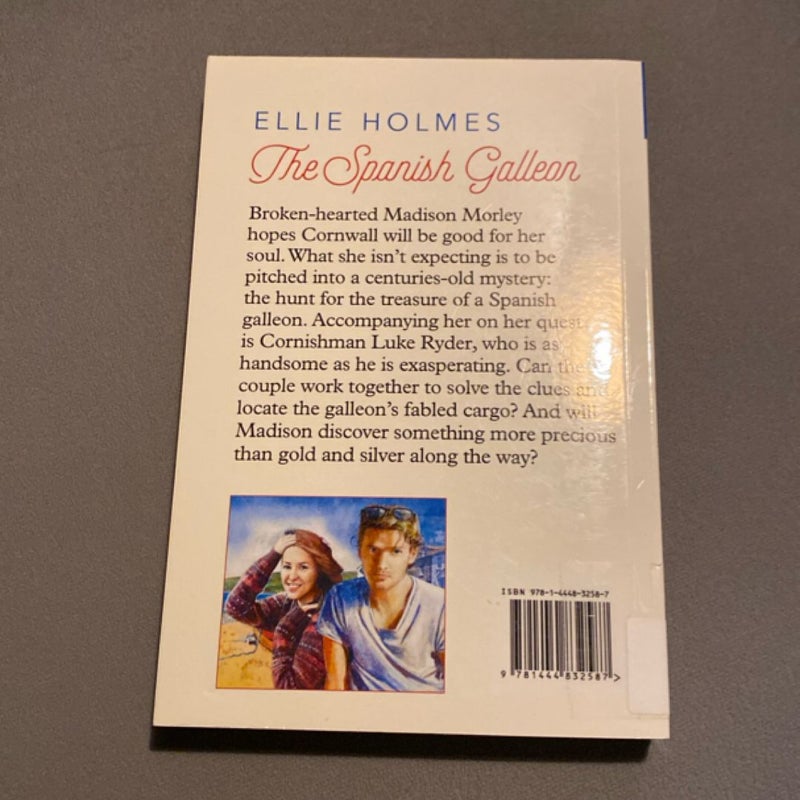 ELLIE HOLMES
The Spanish Galleon
Broken-hearted Madison Morley
hopes Cornwall will be good for her
soul. What she isn't expecting is to be
pitched into a centuries-old mystery:
the hunt for the treasure of a Spanish
galleon. Accompanying her on her quest
is Cornishman Luke Ryder, who is as
handsome as he is exasperating. Can the
couple work together to solve the clues and
locate the galleon's fabled cargo? And will
Madison discover something more precious
than gold and silver along the way?
ISBN 978-1-4448-3258-7
9 781444 832587 >